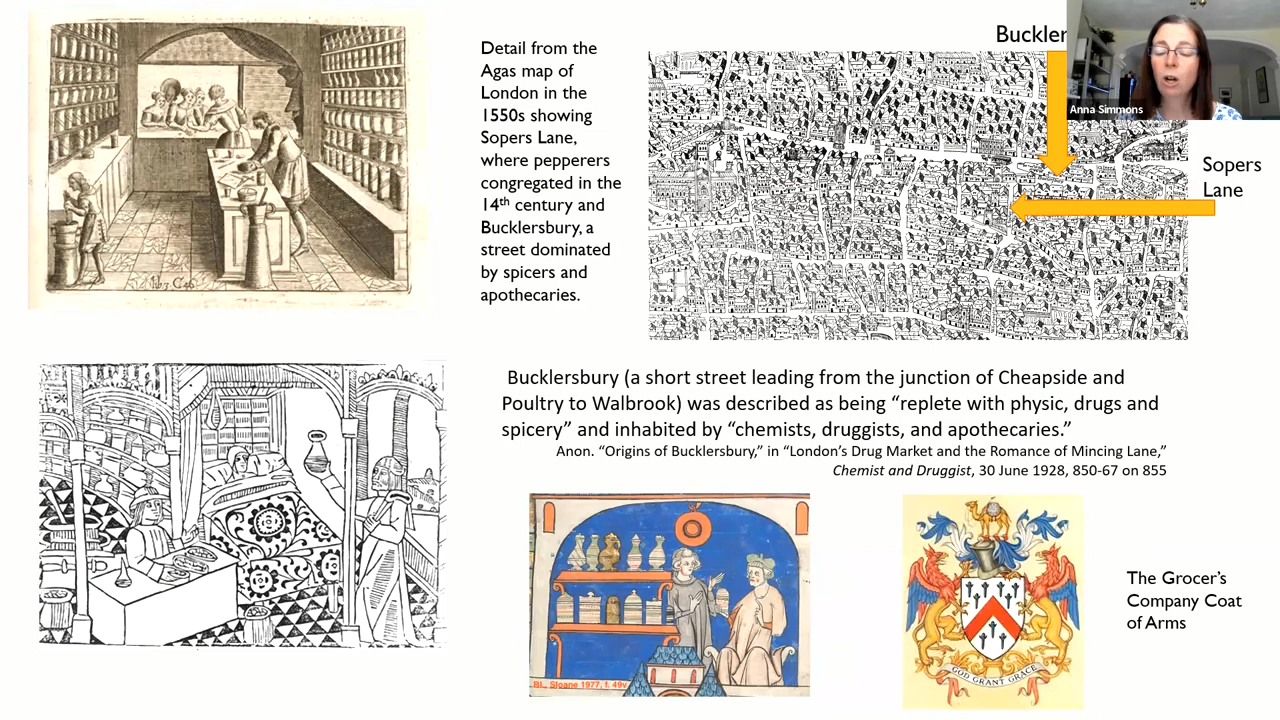 Detail from the
Agas map of
London in the
1550s showing
Sopers Lane,
where pepperers
congregated in the
14th century and
Bucklersbury, a
street dominated
by spicers and
apothecaries.
Buckler
Anna Simmons
Sopers
Lane
Bucklersbury (a short street leading from the junction of Cheapside and
Poultry to Walbrook) was described as being “replete with physic, drugs and
spicery” and inhabited by “chemists, druggists, and apothecaries.”
Anon. “Origins of Bucklersbury,” in “London’s Drug Market and the Romance of Mincing Lane,”
Chemist and Druggist, 30 June 1928, 850-67 on 855
BL, Sloane 1977, f. 49v
GOD GRANT GRACE
The Grocer’s
Company Coat
of Arms